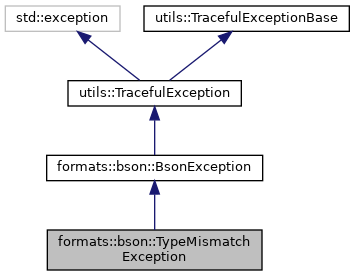 std::exception
utils::TracefulExceptionBase
utils::TracefulException
formats::bson::BsonException
formats::bson::TypeMismatch
Exception